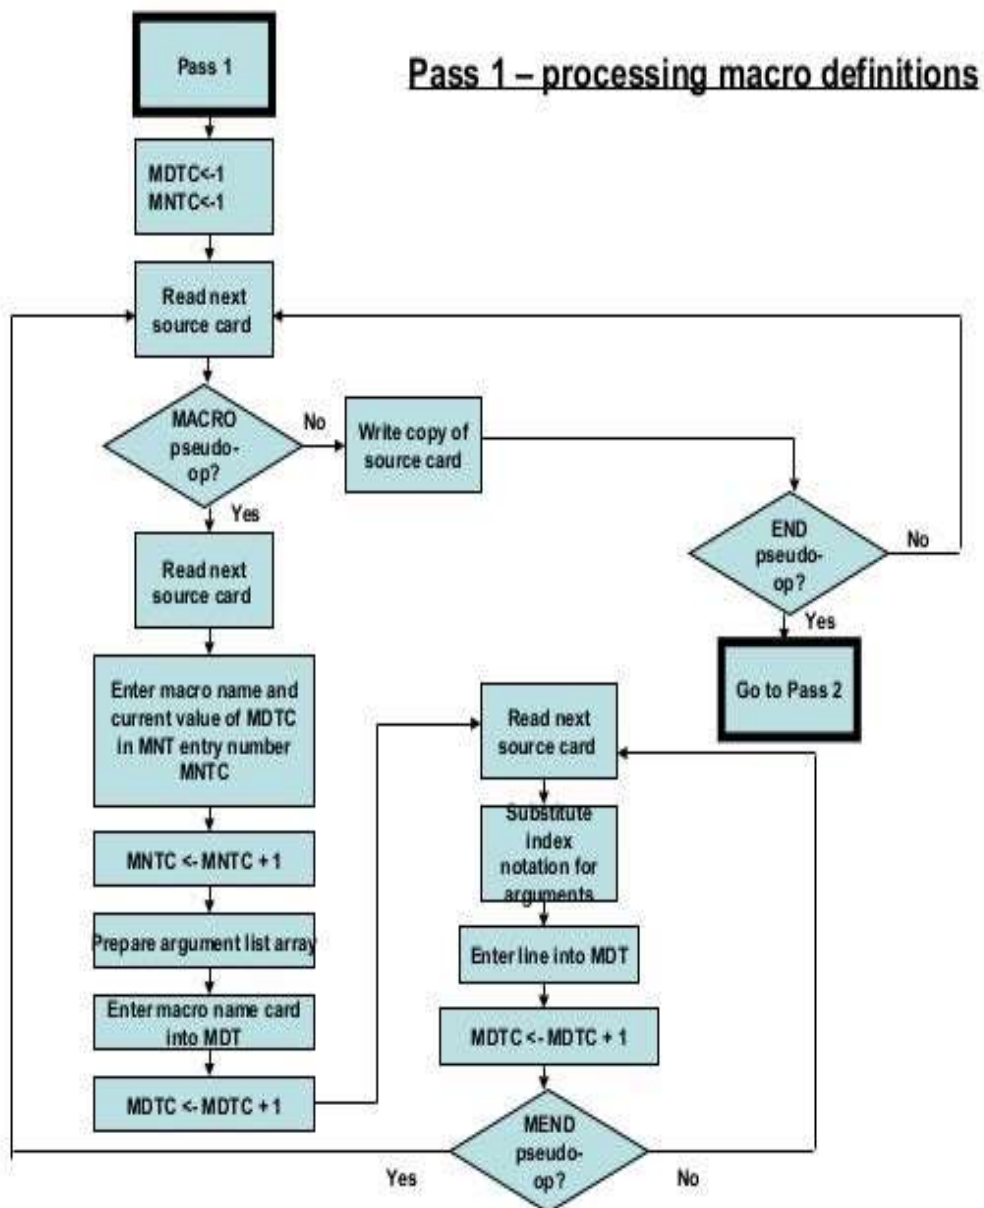 Pass 1
Pass 1 – processing macro definitions
MDTC<-1
MNTC<-1
Read next
source card
MACRO
pseudo-
op?
No
Write copy of
source card
Yes
END
pseudo-
op?
No
Yes
Go to Pass 2
Read next
source card
Enter macro name and
current value of MDTC
in MNT entry number
MNTC
MNTC <- MNTC + 1
Prepare argument list array
Enter macro name card
into MDT
MDTC <- MDTC + 1
Read next
source card
Substitute
index
notation for
arguments
Enter line into MDT
MDTC <- MDTC + 1
MEND
pseudo-
op?
Yes
No